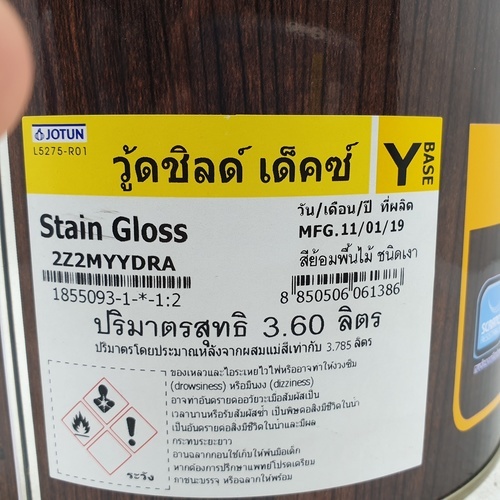 JOTUN
L5275-R01
วู้ดชิลด์ เด็คซ์
Y BASE
Stain Gloss
วัน/เดือน/ปี ที่ผลิต
MFG.11/01/19
2Z2MYYDRA
สีย้อมพื้นไม้ ชนิดเงา
1855093-1-*-1:2
8 850506 061386
ปริมาตรสุทธิ 3.60 ลิตร
ปริมาตรโดยประมาณหลังจากผสมแม่สีเท่ากับ 3.785 ลิตร
ของเหลวและไอระเหยไวไฟหรืออาจทำให้ง่วงซึม
(drowsiness) หรือมึนงง (dizziness)
อาจทำอันตรายต่ออวัยวะเมื่อสัมผัสเป็น
เวลานานหรือรับสัมผัสซ้ำ เป็นพิษต่อสิ่งมีชีวิตในน้ำ
เป็นอันตรายต่อสิ่งมีชีวิตในน้ำและมีผล
กระทบระยะยาว
อ่านฉลากก่อนใช้เก็บให้พ้นมือเด็ก
หากต้องการปรึกษาแพทย์โปรดเตรียม
ภาชนะบรรจุ หรือฉลากให้พร้อม
ระวัง